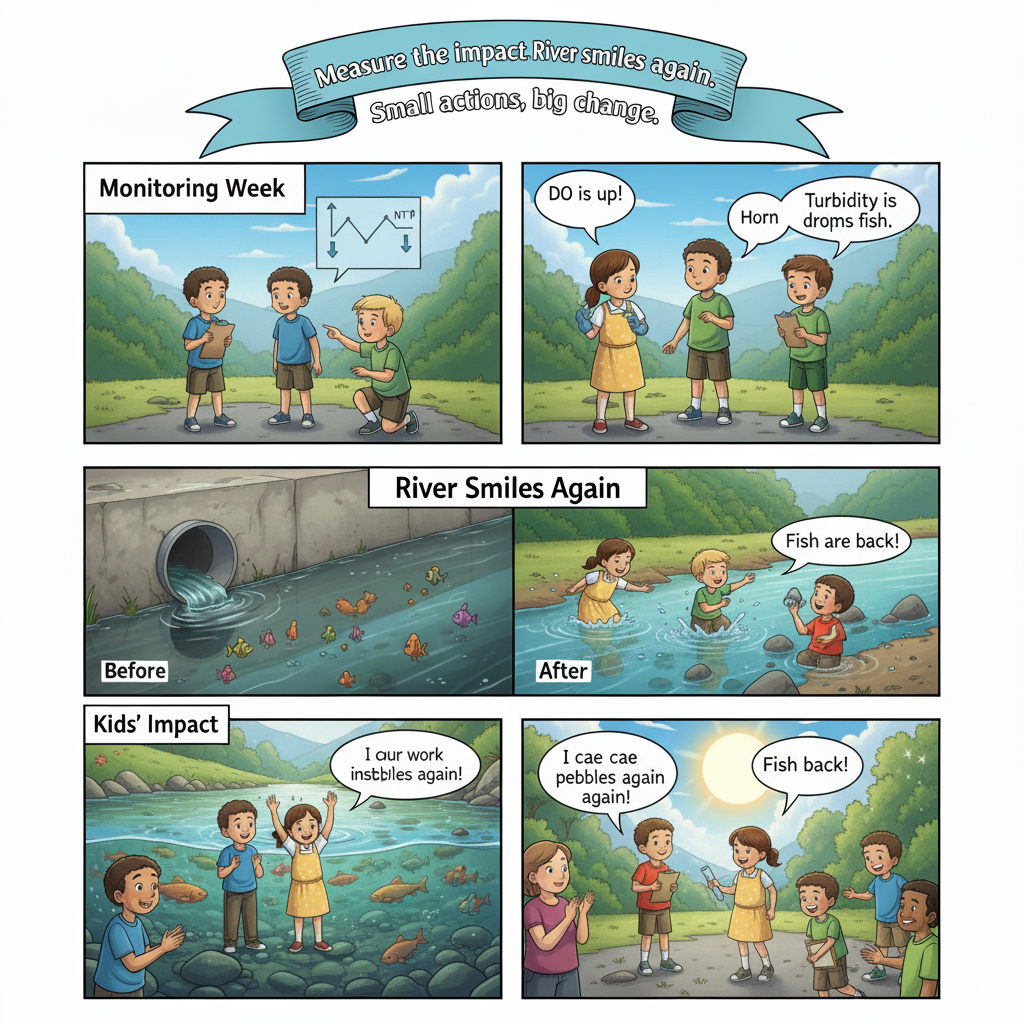 Measure the impact.River smiles again.
Small actions, big change.
Monitoring Week
DO is up!
Horn
Turbidity is
droms fish.
River Smiles Again
Fish are back!
Before
After
Kids' Impact
I our work
instbiles again!
I cae cae
pebbles again
again!
Fish back!